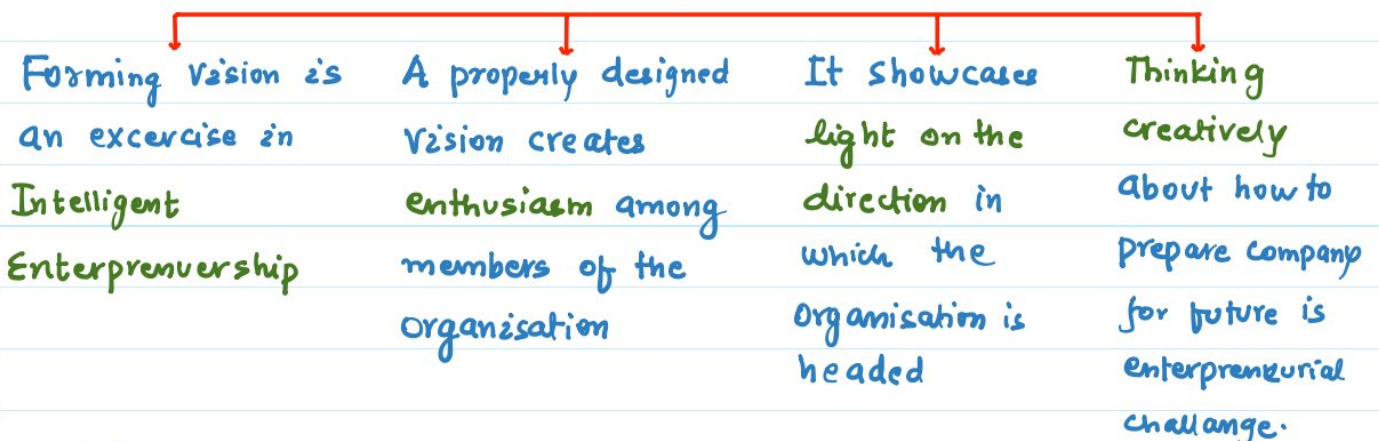 Forming Vision is
an excercise in
Intelligent
Enterprenuership
A properly designed
Vision creates
enthusiasm among
members of the
organisation
It showcases
light on the
direction in
which the
Organisation is
headed
Thinking
creatively
about how to
prepare company
for future is
enterpreneurial
challange.